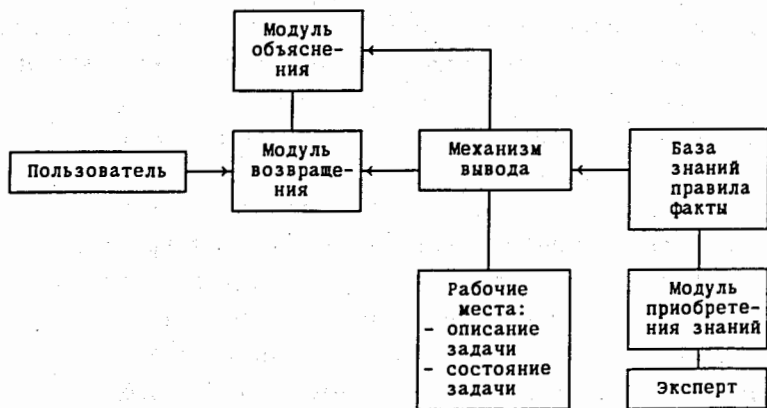 Модуль
объясне-
ния
Пользователь
Модуль
возвраще-
ния
Механизм
вывода
База
знаний
правила
факты
Рабочие
места:
- описание
задачи
- состояние
задачи
Модуль
приобрете-
ния знаний
Эксперт